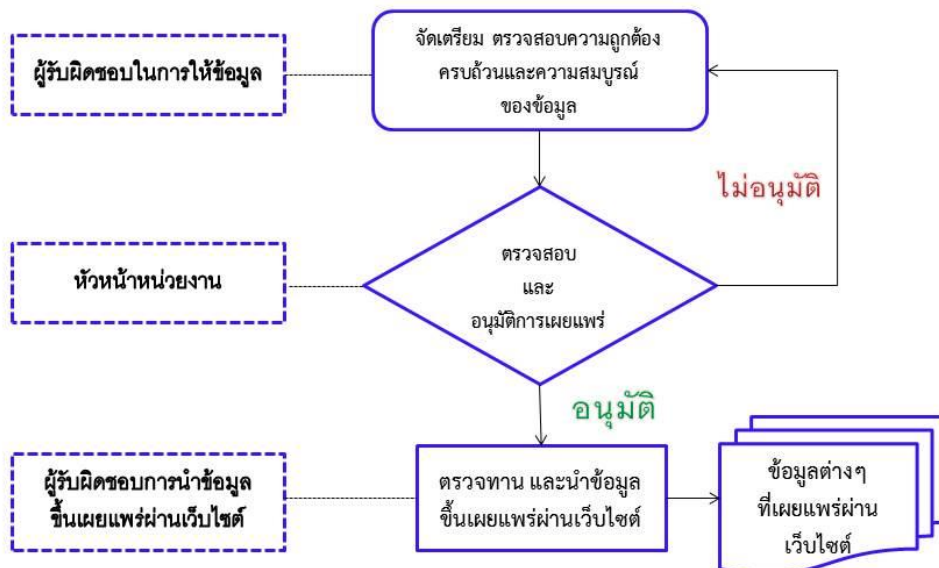 ผู้รับผิดชอบในการให้ข้อมูล
จัดเตรียม ตรวจสอบความถูกต้อง
ครบถ้วนและความสมบูรณ์
ของข้อมูล
ไม่อนุมัติ
หัวหน้าหน่วยงาน
ตรวจสอบ
และ
อนุมัติการเผยแพร่
อนุมัติ
ผู้รับผิดชอบการนำข้อมูล
ขึ้นเผยแพร่ผ่านเว็บไซต์
ตรวจทาน และนำข้อมูล
ขึ้นเผยแพร่ผ่านเว็บไซต์
ข้อมูลต่างๆ
ที่เผยแพร่ผ่าน
เว็บไซต์